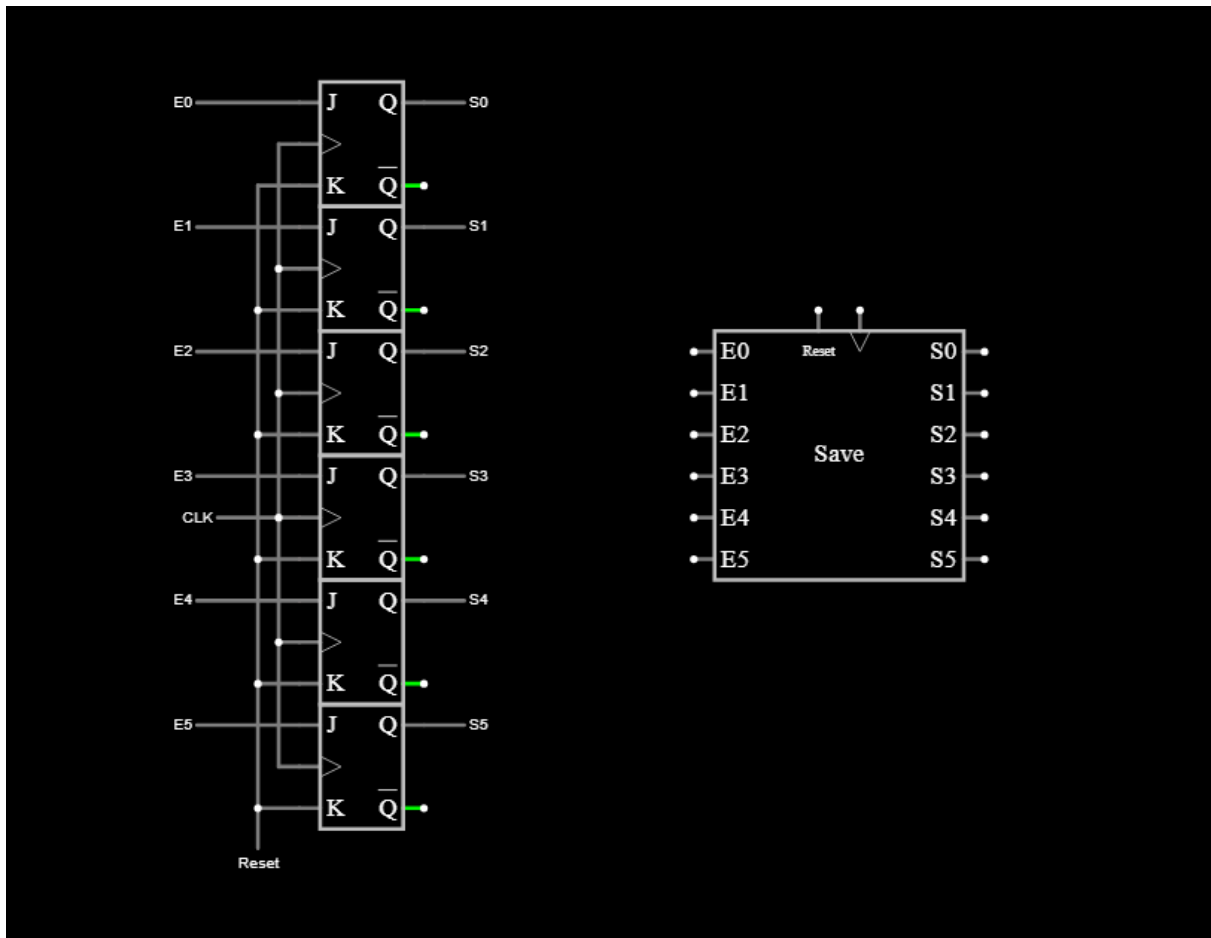 E0 J Q S0
K Q
E1 J Q S1
K Q
E2 J Q S2
K Q
E3 J Q S3
CLK
K Q
E4 J Q S4
K Q
E5 J Q S5
K Q
Reset
E0 Reset S0
E1 S1
E2 S2
Save
E3 S3
E4 S4
E5 S5